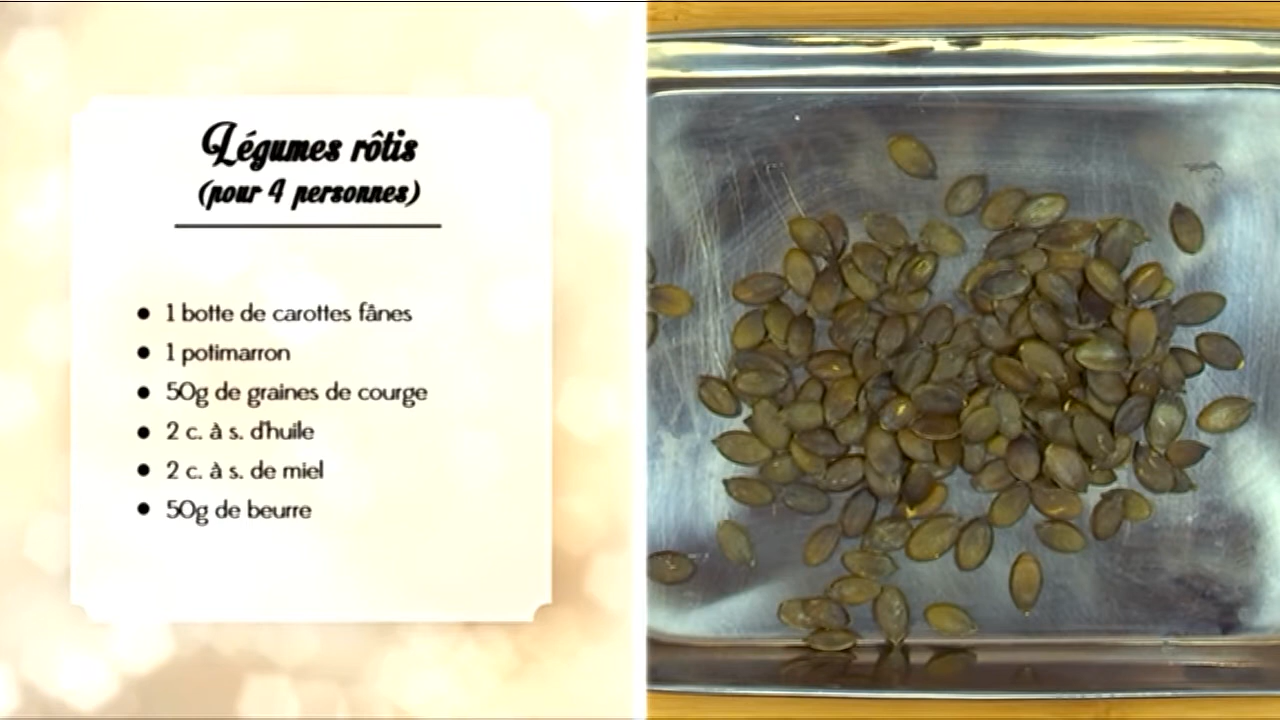 Légumes rôtis
(pour 4 personnes)
● 1 botte de carottes fânes
● 1 potimarron
● 50g de graines de courge
● 2 c. à s. d'huile
● 2 c. à s. de miel
● 50g de beurre